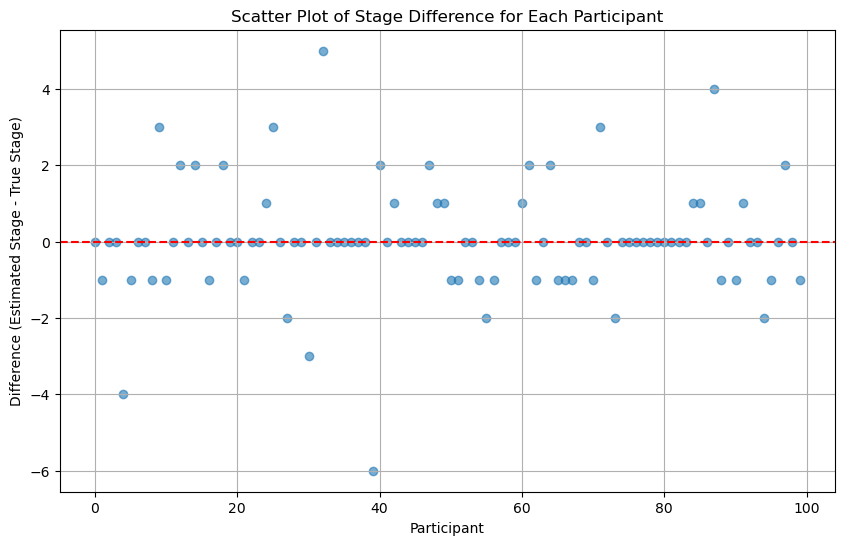 Scatter Plot of Stage Difference for Each Participant
Difference (Estimated Stage - True Stage)
4
2
0
−2
−4
−6
0 20 40 60 80 100
Participant